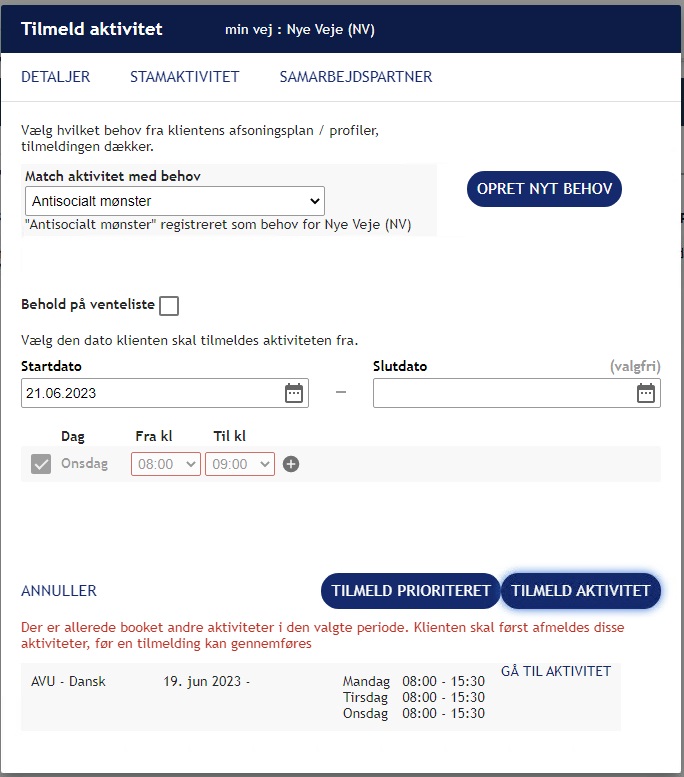 Tilmeld aktivitet min vej : Nye Veje (NV)
DETALJER STAMAKTIVITET SAMARBEJDSPARTNER
Vælg hvilket behov fra klientens afsoningsplan / profiler,
tilmeldingen dækker.
Match aktivitet med behov
Antisocialt mønster
OPRET NYT BEHOV
"Antisocialt mønster" registreret som behov for Nye Veje (NV)
Behold på venteliste
Vælg den dato klienten skal tilmeldes aktiviteten fra.
Startdato Slutdato (valgfri)
21.06.2023 –
Dag Fra kl Til kl
Onsdag 08:00 09:00
ANNULLER TILMELD PRIORITERET TILMELD AKTIVITET
Der er allerede booket andre aktiviteter i den valgte periode. Klienten skal først afmeldes disse
aktiviteter, før en tilmelding kan gennemføres
AVU - Dansk 19. jun 2023 - Mandag 08:00 - 15:30 GÅ TIL AKTIVITET
Tirsdag 08:00 - 15:30
Onsdag 08:00 - 15:30